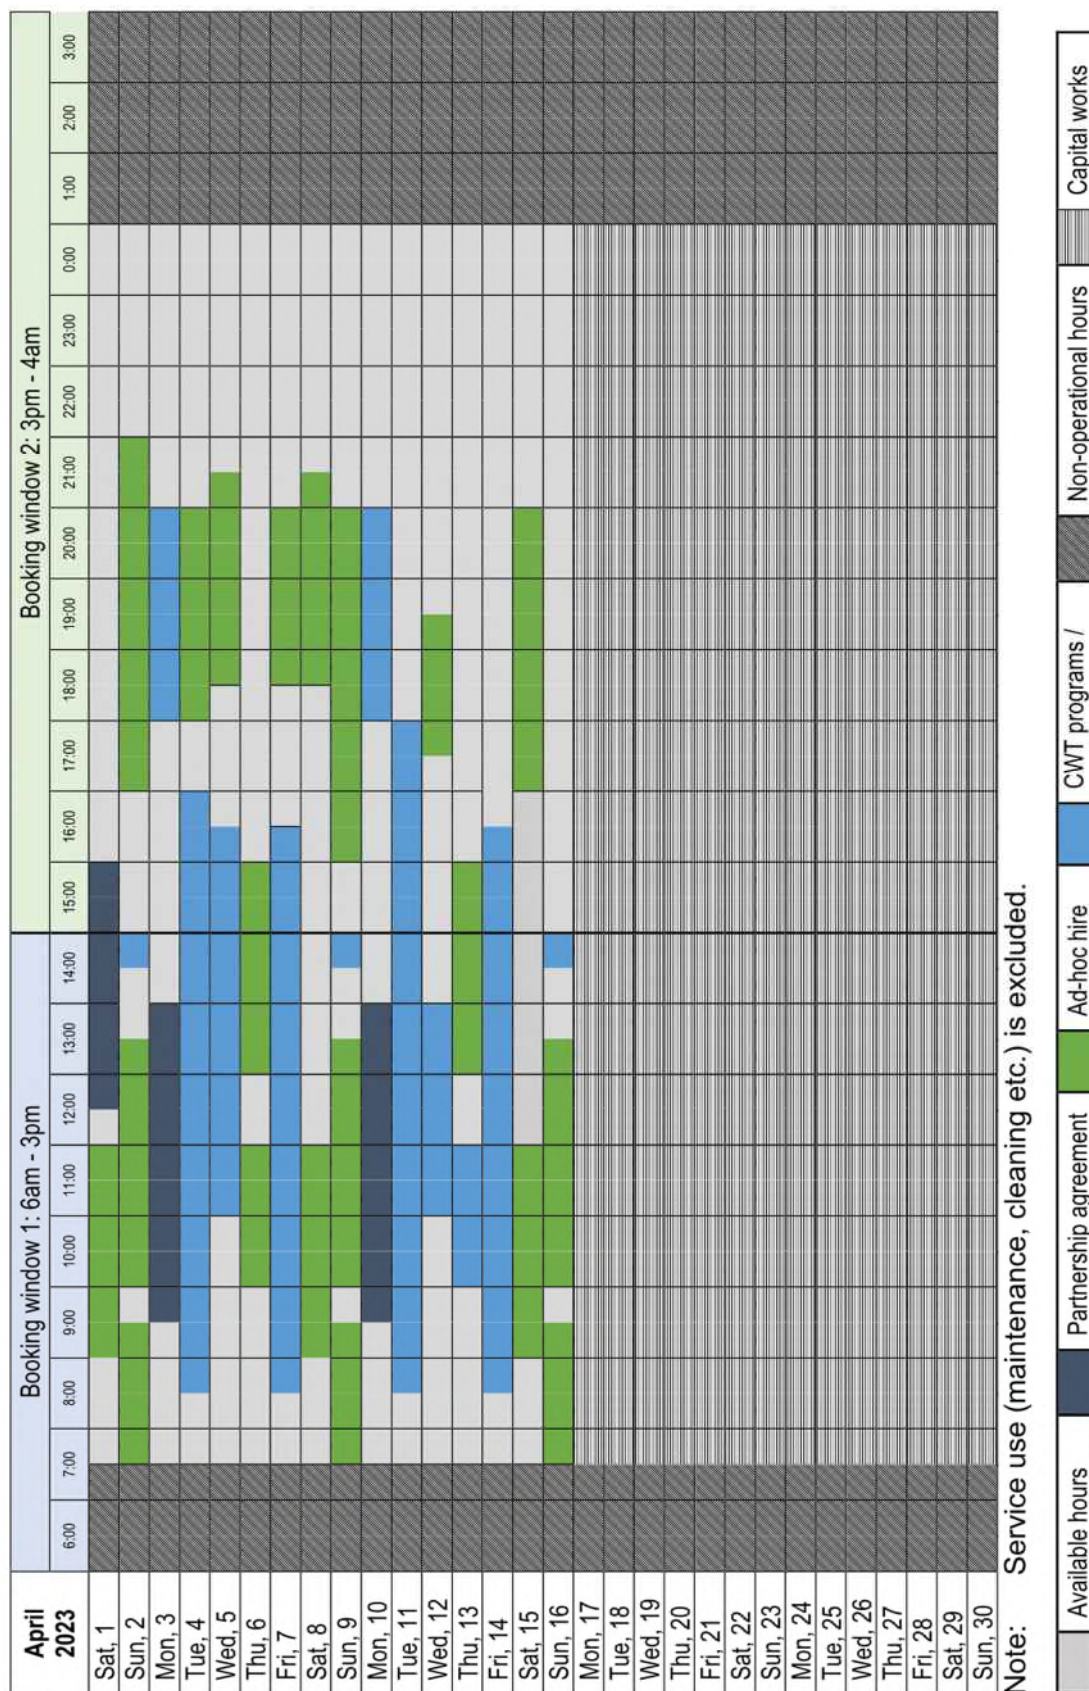 April
2023
Booking window 1: 6am - 3pm
Booking window 2: 3pm - 4am
6:00 7:00 8:00 9:00 10:00 11:00 12:00 13:00 14:00 15:00 16:00 17:00 18:00 19:00 20:00 21:00 22:00 23:00 0:00 1:00 2:00 3:00
Sat, 1
Sun, 2
Mon, 3
Tue, 4
Wed, 5
Thu, 6
Fri, 7
Sat, 8
Sun, 9
Mon, 10
Tue, 11
Wed, 12
Thu, 13
Fri, 14
Sat, 15
Sun, 16
Mon, 17
Tue, 18
Wed, 19
Thu, 20
Fri, 21
Sat, 22
Sun, 23
Mon, 24
Tue, 25
Wed, 26
Thu, 27
Fri, 28
Sat, 29
Sun, 30
Note: Service use (maintenance, cleaning etc.) is excluded.
Available hours Partnership agreement Ad-hoc hire CWT programs / Non-operational hours Capital works